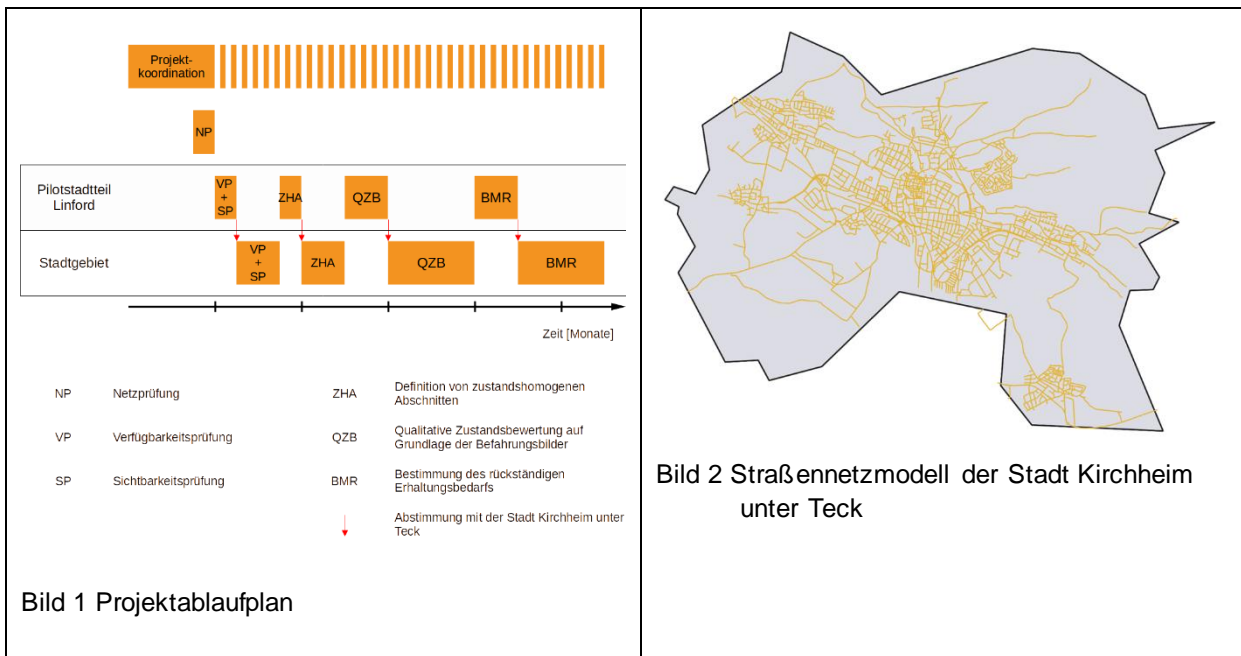 Projekt-
koordination
NP
Pilotstadtteil
Linford
VP
+
SP
ZHA
QZB
BMR
Stadtgebiet
VP
+
SP
ZHA
QZB
BMR
Zeit [Monate]
NP Netzprüfung
ZHA Definition von zustandshomogenen
Abschnitten
VP Verfügbarkeitsprüfung
QZB Qualitative Zustandsbewertung auf
Grundlage der Befahrungsbilder
SP Sichtbarkeitsprüfung
BMR Bestimmung des rückständigen
Erhaltungsbedarfs
Abstimmung mit der Stadt Kirchheim unter
Teck
Bild 1 Projektablaufplan
Bild 2 Straßennetzmodell der Stadt Kirchheim
unter Teck